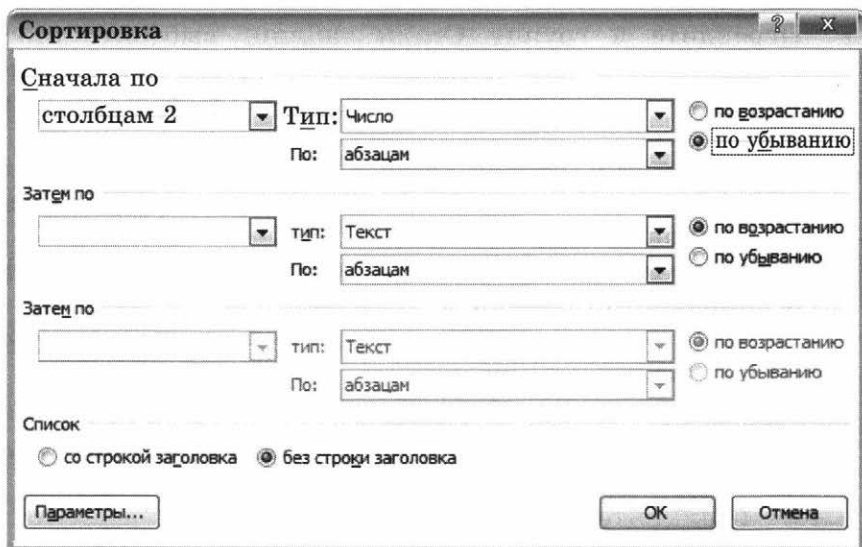 Сортировка
Сначала по
столбцам 2 Тип: Число по возрастанию
По: абзацам по убыванию
Затем по
тип: Текст по возрастанию
По: абзацам по убыванию
Затем по
тип: Текст по возрастанию
По: абзацам по убыванию
Список
со строкой заголовка без строки заголовка
Параметры... ОК Отмена